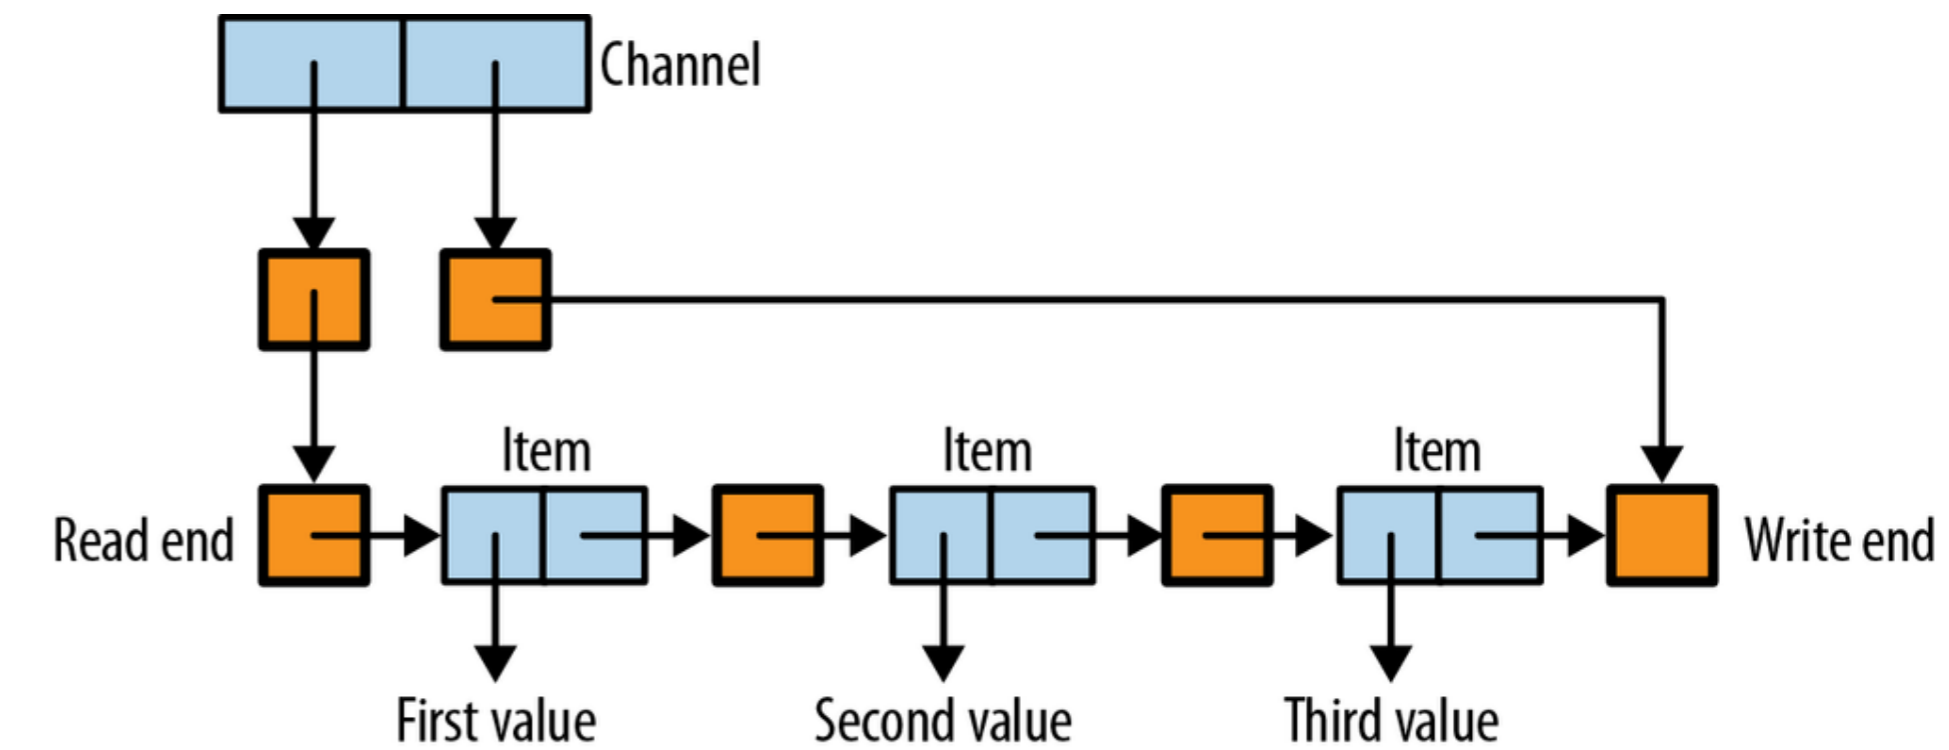 Channel
Item
Item
Item
Read end
Write end
First value
Second value
Third value